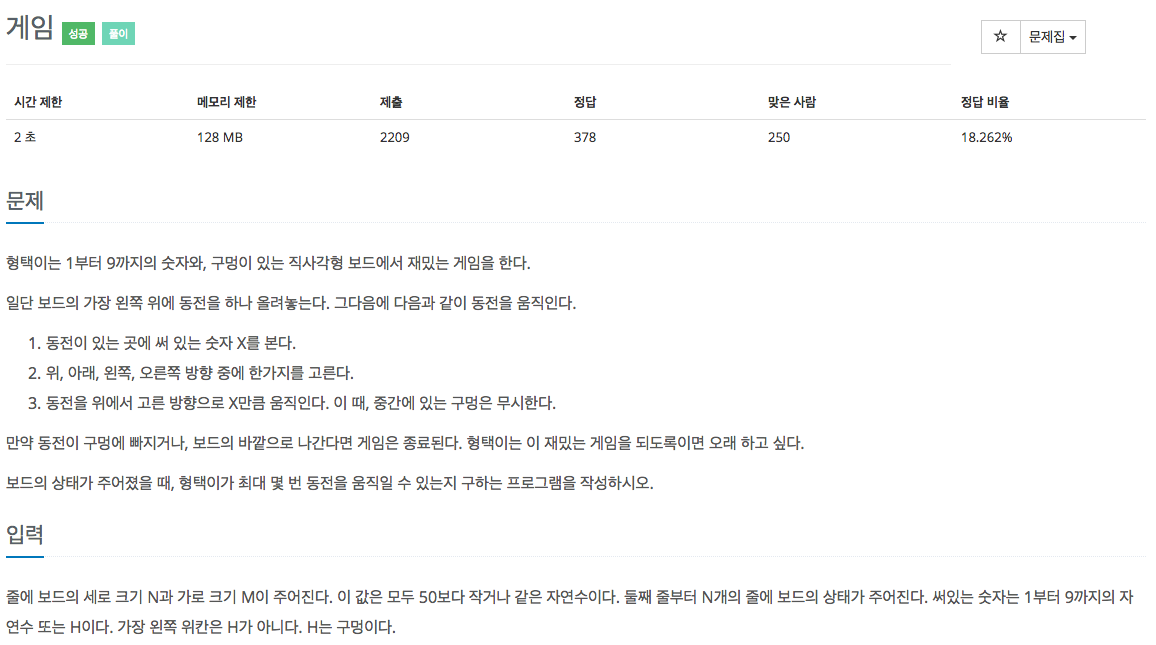 게임 성공 풀이
☆ 문제집
시간 제한 메모리 제한 제출 정답 맞은 사람 정답 비율
2 초 128 MB 2209 378 250 18.262%
문제
형택이는 1부터 9까지의 숫자와, 구멍이 있는 직사각형 보드에서 재밌는 게임을 한다.
일단 보드의 가장 왼쪽 위에 동전을 하나 올려놓는다. 그다음에 다음과 같이 동전을 움직인다.
1. 동전이 있는 곳에 써 있는 숫자 X를 본다.
2. 위, 아래, 왼쪽, 오른쪽 방향 중에 한가지를 고른다.
3. 동전을 위에서 고른 방향으로 X만큼 움직인다. 이 때, 중간에 있는 구멍은 무시한다.
만약 동전이 구멍에 빠지거나, 보드의 바깥으로 나간다면 게임은 종료된다. 형택이는 이 재밌는 게임을 되도록이면 오래 하고 싶다.
보드의 상태가 주어졌을 때, 형택이가 최대 몇 번 동전을 움직일 수 있는지 구하는 프로그램을 작성하시오.
입력
줄에 보드의 세로 크기 N과 가로 크기 M이 주어진다. 이 값은 모두 50보다 작거나 같은 자연수이다. 둘째 줄부터 N개의 줄에 보드의 상태가 주어진다. 써있는 숫자는 1부터 9까지의 자
연수 또는 H이다. 가장 왼쪽 위칸은 H가 아니다. H는 구멍이다.